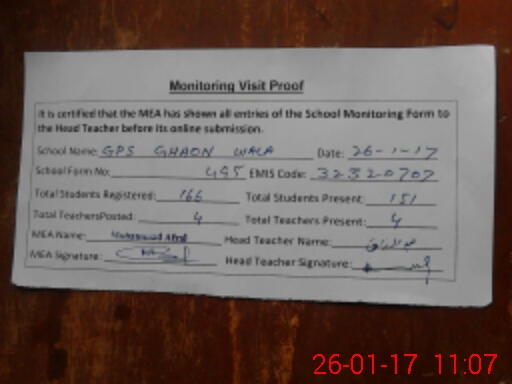 Monitoring Visit Proof
It is certified that the MEA has shown all entries of the School Monitoring Form to
the Head Teacher before its online submission.
School Name: GPS GHAON WALA Date: 26-1-17
School Form No: 495 EMIS Code: 32320707
Total Students Registered: 166 Total Students Present: 151
Total TeachersPosted: 4 Total Teachers Present: 4
MEA Name: Muhammad Head Teacher Name:
MEA Signature: Head Teacher Signature:
26-01-17 11:07